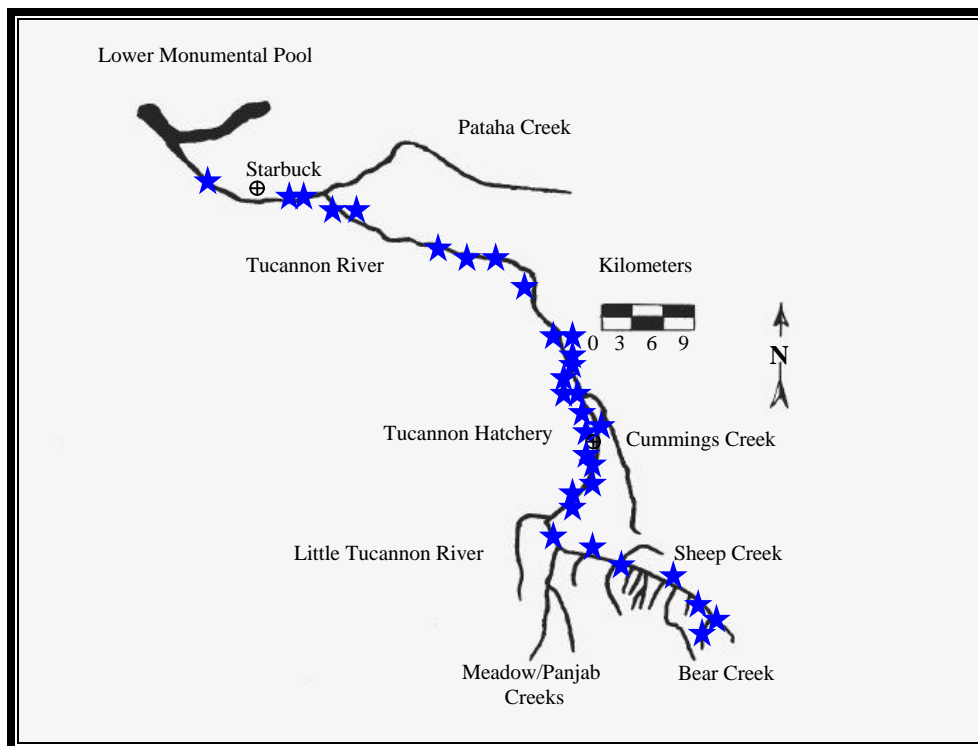 Lower Monumental Pool
Pataha Creek
Starbuck
Tucannon River
Kilometers
0 3 6 9
N
Tucannon Hatchery
Cummings Creek
Little Tucannon River
Sheep Creek
Meadow/Panjab
Creeks
Bear Creek